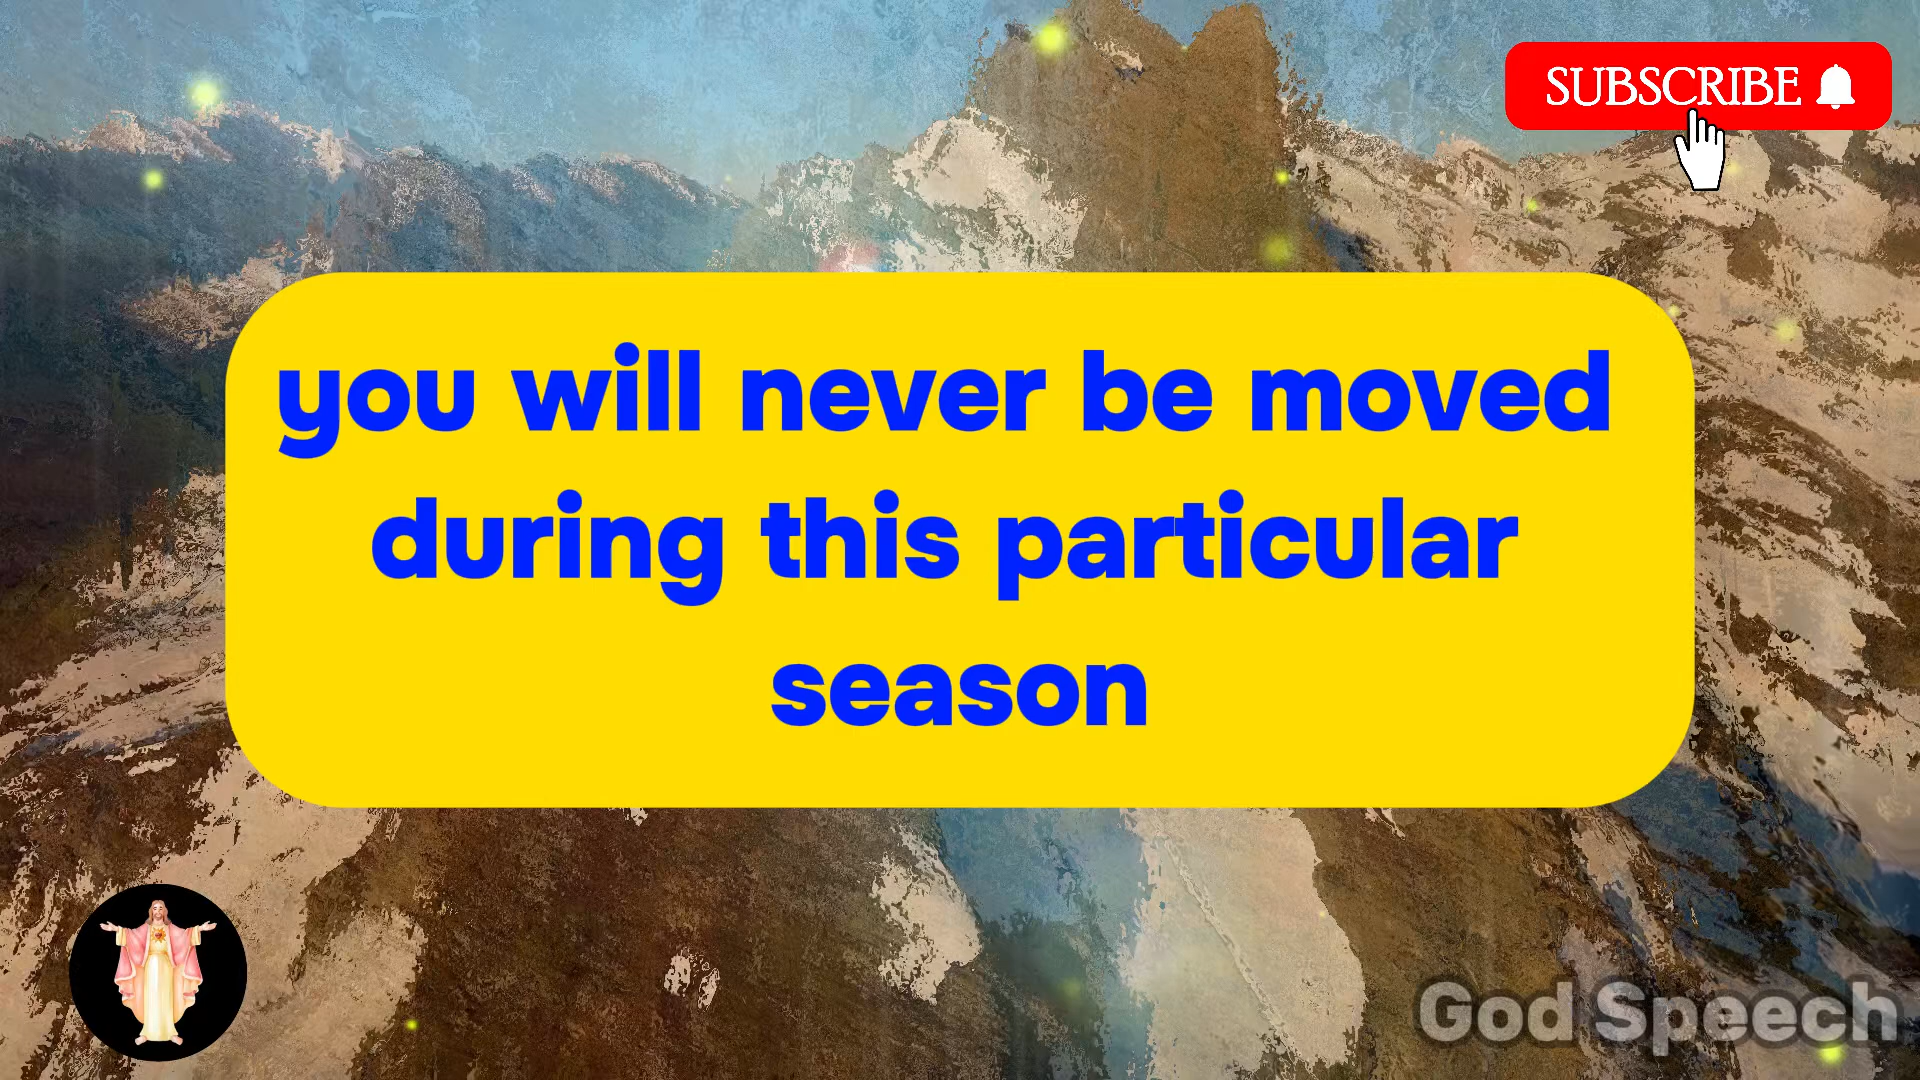 SUBSCRIBE
you will never be moved
during this particular
season
God Speech